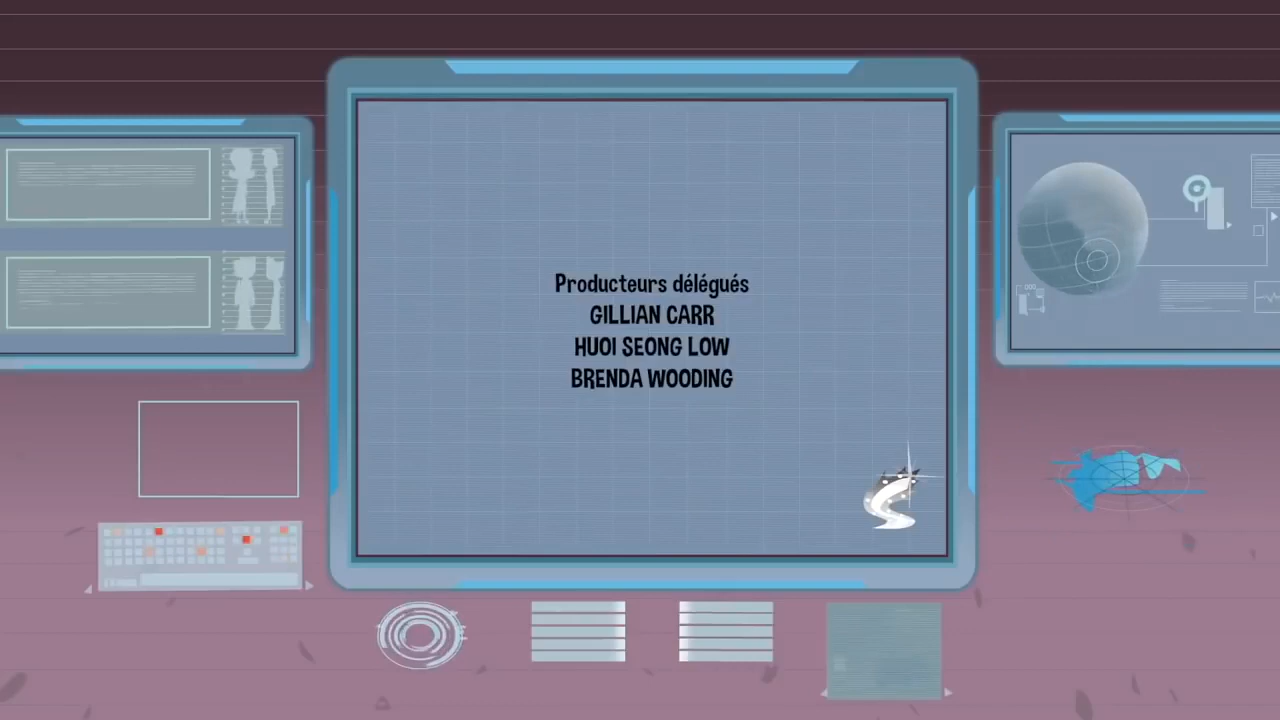 Producteurs délégués
GILLIAN CARR
HUOI SEONG LOW
BRENDA WOODING